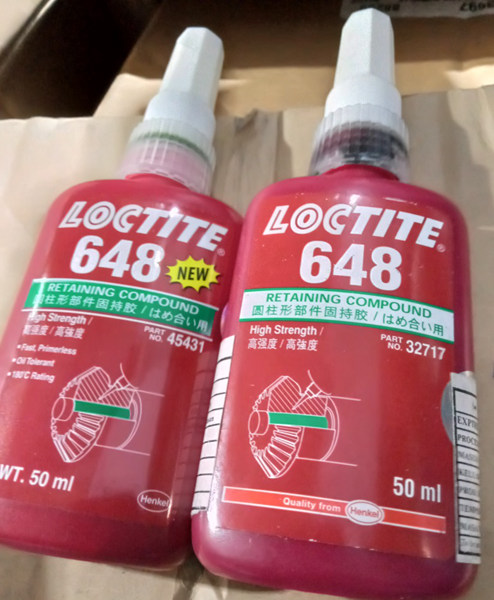 LOCTITE®
648
NEW
RETAINING COMPOUND
圆柱形部件固持胶 / はめ合い用
High Strength /
高强度 / 高強度
PART NO. 45431
• Fast, Primerless
• Oil Tolerant
• 180°C Rating
WT. 50 ml
Henkel
LOCTITE®
648
RETAINING COMPOUND
圆柱形部件固持胶 / はめ合い用
High Strength /
高强度 / 高強度
PART NO. 32717
50 ml
Quality from Henkel